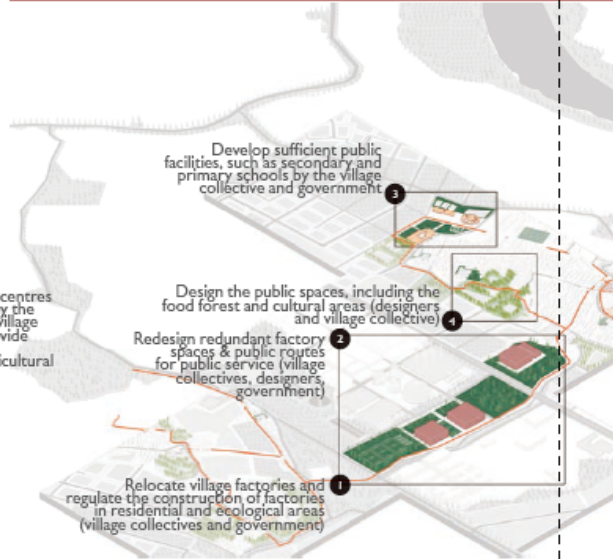 Develop sufficient public
facilities, such as secondary and
primary schools by the village
collective and government
3
centres
y the
village
vide
icultural
Design the public spaces, including the
food forest and cultural areas (designers
and village collective)
4
Redesign redundant factory
spaces & public routes
for public service (village
collectives, designers,
government)
2
Relocate village factories and
regulate the construction of factories
in residential and ecological areas
(village collectives and government)
1